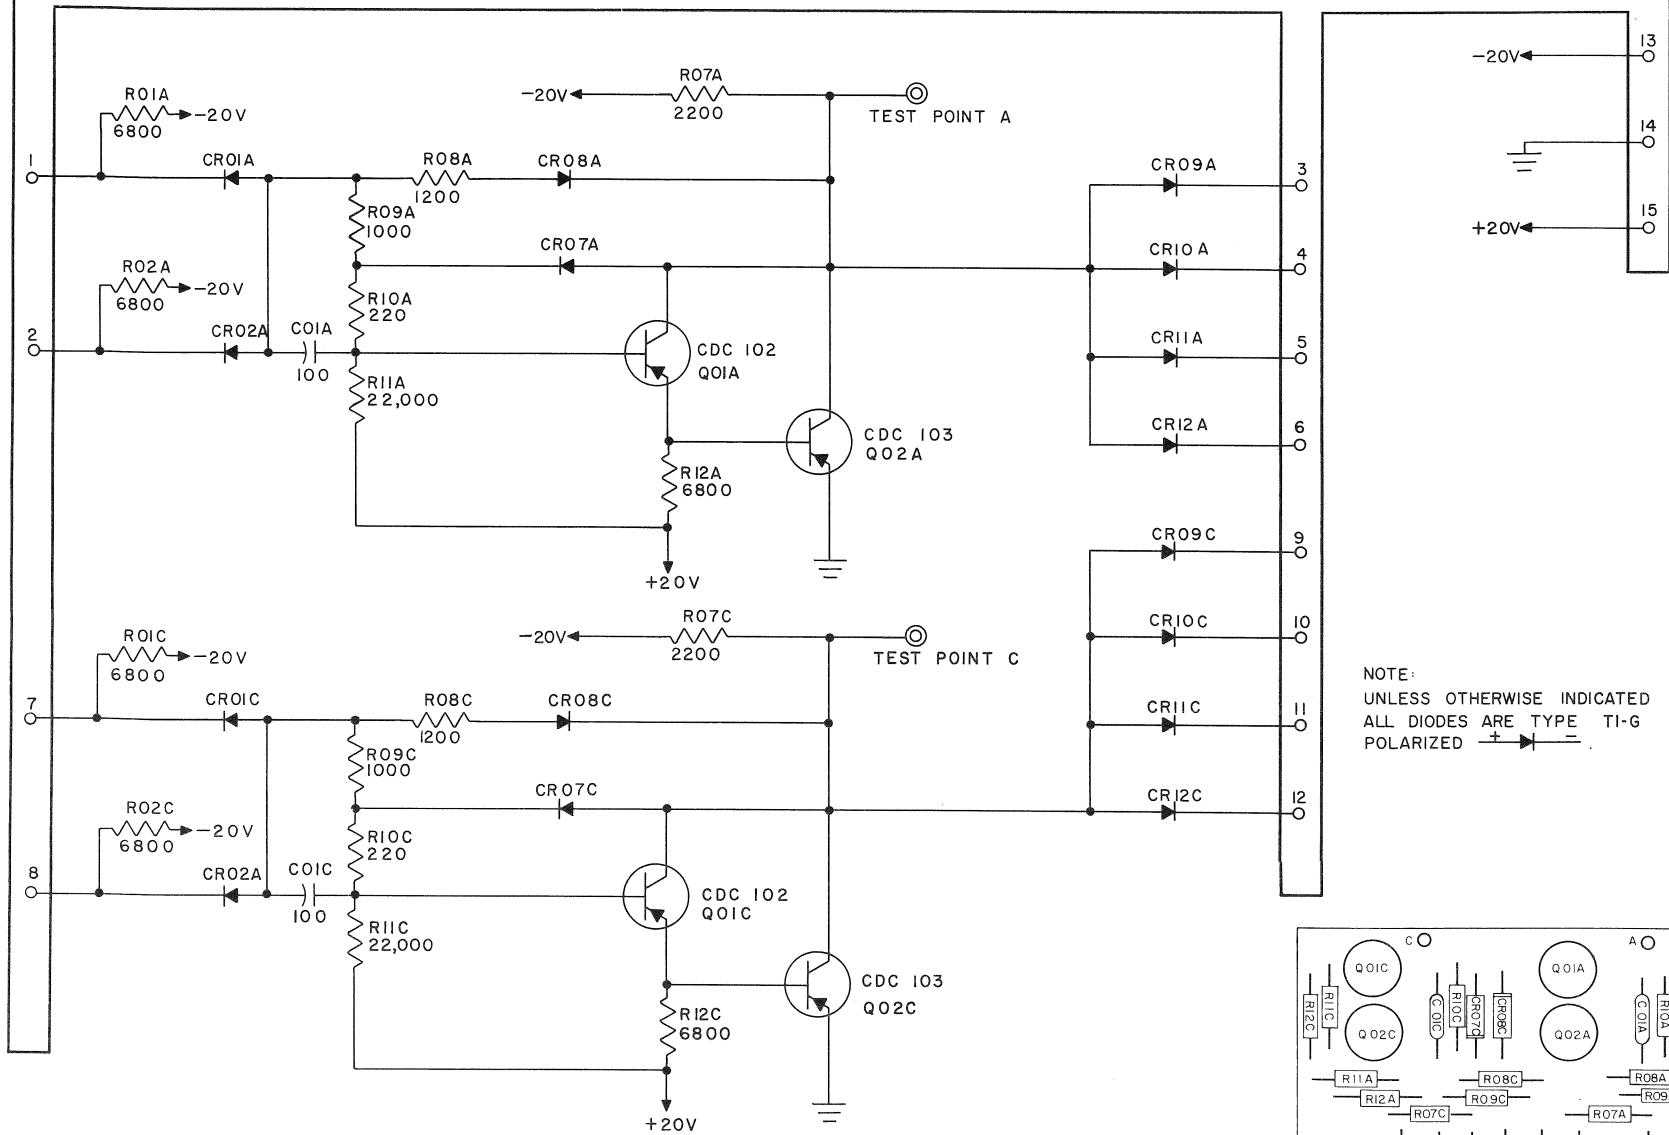 R07A
-20V
2200
TEST POINT A
R01A
-20V
6800
1
CR01A
R08A
1200
CR08A
R09A
1000
CR07A
R02A
-20V
6800
2
CR02A
C01A
100
R10A
220
CDC 102
Q01A
R11A
22,000
CDC 103
Q02A
R12A
6800
+20V
CR09A
3
CR10A
4
CR11A
5
CR12A
6
CR09C
9
CR10C
10
CR11C
11
CR12C
12
R07C
-20V
2200
TEST POINT C
R01C
-20V
6800
7
CR01C
R08C
1200
CR08C
R09C
1000
CR07C
R02C
-20V
6800
8
CR02A
C01C
100
R10C
220
CDC 102
Q01C
R11C
22,000
CDC 103
Q02C
R12C
6800
+20V
-20V
13
14
+20V
15
NOTE:
UNLESS OTHERWISE INDICATED
ALL DIODES ARE TYPE TI-G
POLARIZED + - .
C
A
Q01C
Q01A
R12C
R11C
C01C
R10C
CR07C
CR08C
C01A
R10A
Q02C
Q02A
R11A
R08C
R08A
R12A
R09C
R09
R07C
R07A